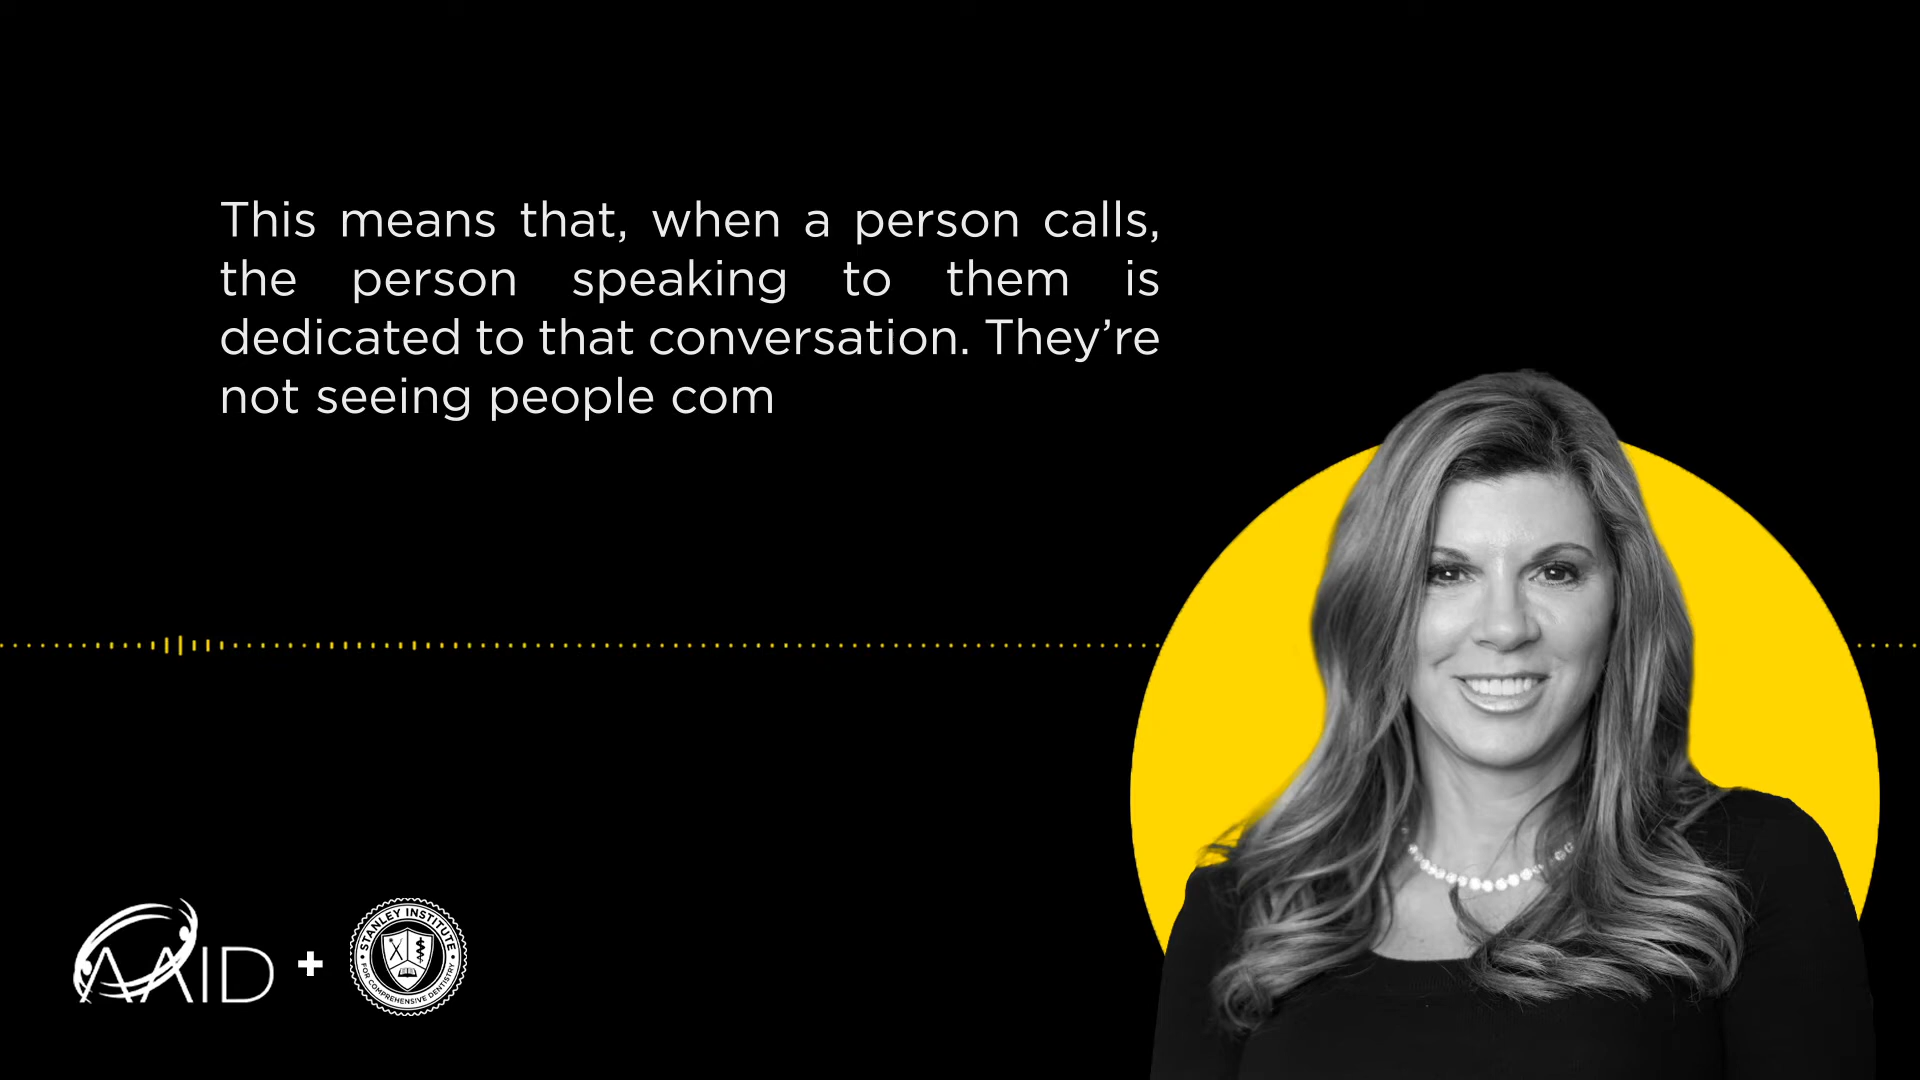 This means that, when a person calls,
the person speaking to them is
dedicated to that conversation. They’re
not seeing people com
AAID
+
STANLEY INSTITUTE
FOR COMPREHENSIVE DENTISTRY